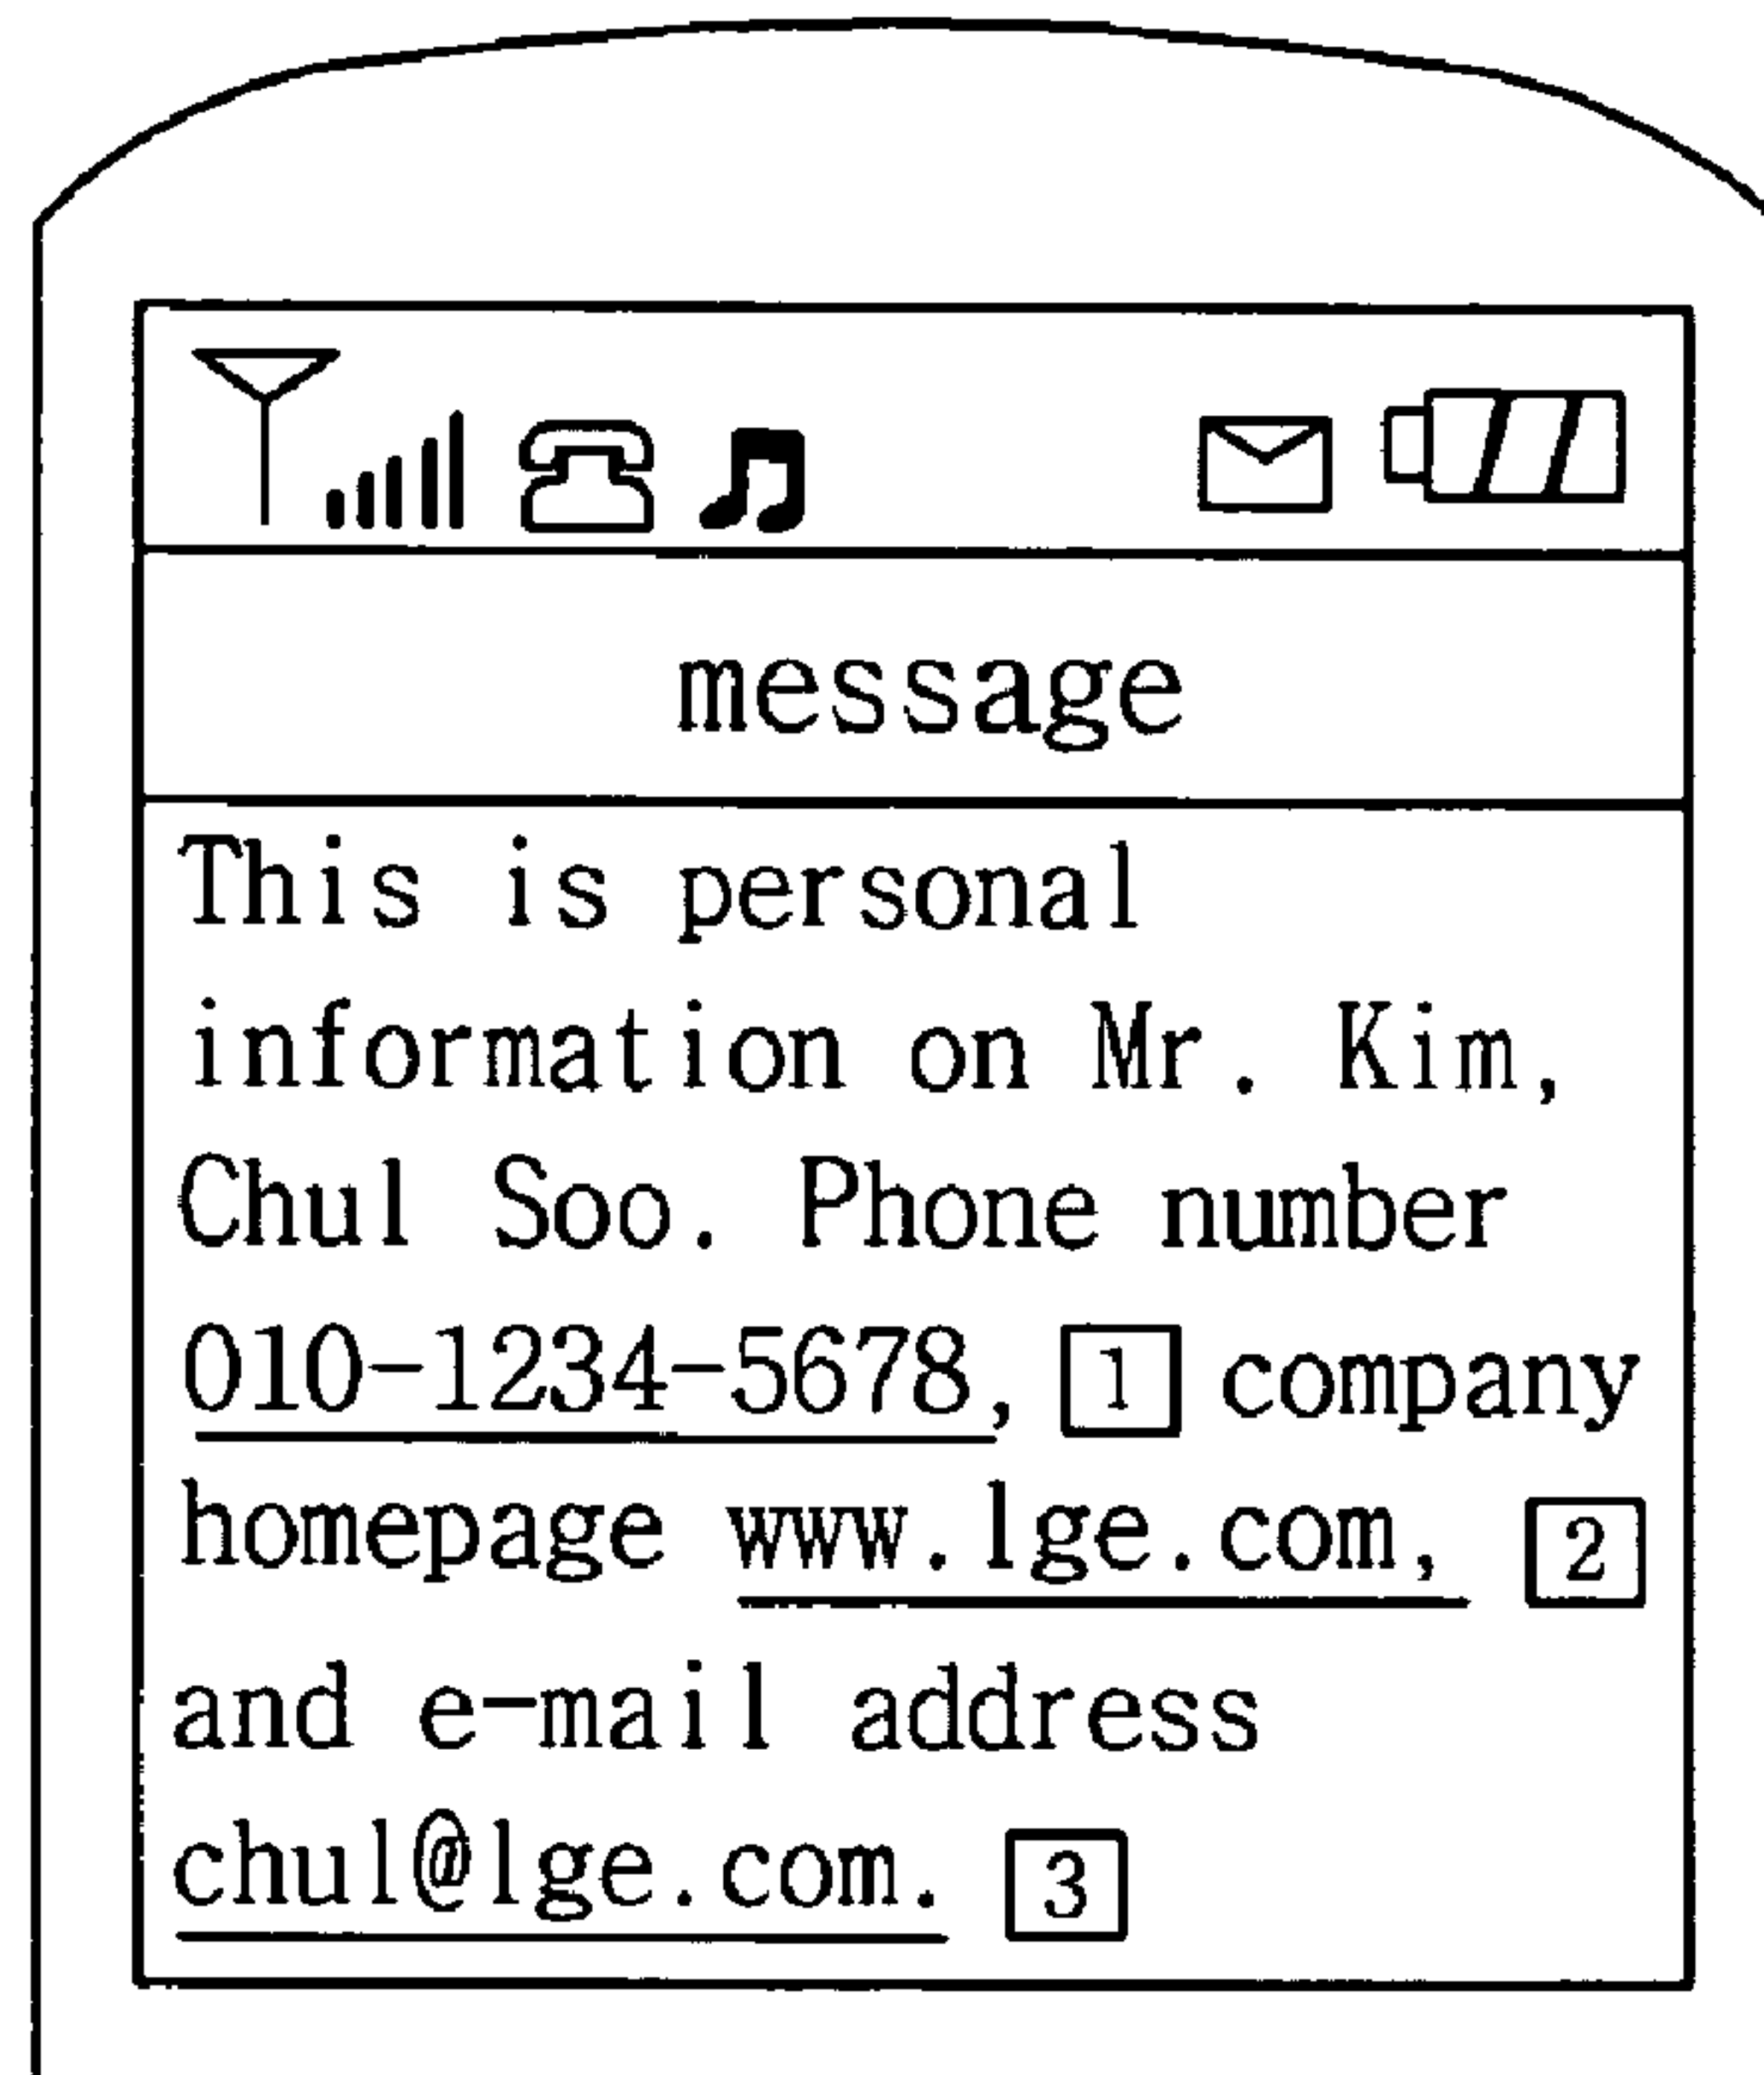 message
This is personal
information on Mr. Kim,
Chul Soo. Phone number
010-1234-5678, 1 company
homepage www.lge.com, 2
and e-mail address
chul@lge.com. 3